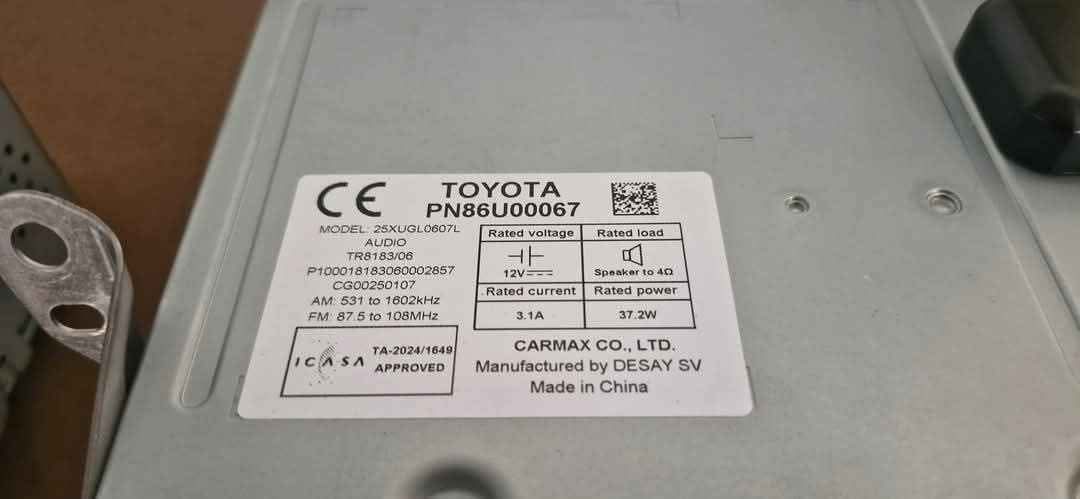 CE
TOYOTA
PN86U00067
MODEL: 25XUGL0607L
AUDIO
TR8183/06
P100018183060002857
CG00250107
AM: 531 to 1602kHz
FM: 87.5 to 108MHz
Rated voltage
Rated load
12V
Speaker to 4Ω
Rated current
Rated power
3.1A
37.2W
ICASA
TA-2024/1649
APPROVED
CARMAX CO., LTD.
Manufactured by DESAY SV
Made in China